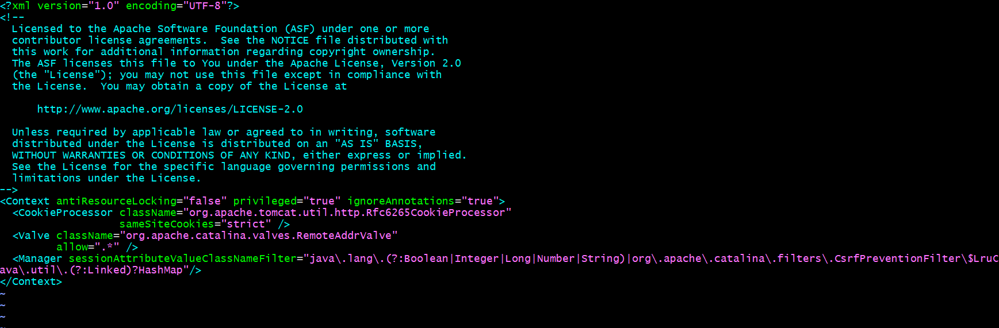 <?xml version="1.0" encoding="UTF-8"?>
<!--
  Licensed to the Apache Software Foundation (ASF) under one or more
  contributor license agreements.  See the NOTICE file distributed with
  this work for additional information regarding copyright ownership.
  The ASF licenses this file to You under the Apache License, Version 2.0
  (the "License"); you may not use this file except in compliance with
  the License.  You may obtain a copy of the License at

      http://www.apache.org/licenses/LICENSE-2.0

  Unless required by applicable law or agreed to in writing, software
  distributed under the License is distributed on an "AS IS" BASIS,
  WITHOUT WARRANTIES OR CONDITIONS OF ANY KIND, either express or implied.
  See the License for the specific language governing permissions and
  limitations under the License.
-->
<Context antiResourceLocking="false" privileged="true" ignoreAnnotations="true">
  <CookieProcessor className="org.apache.tomcat.util.http.Rfc6265CookieProcessor"
                   sameSiteCookies="strict" />
  <Valve className="org.apache.catalina.valves.RemoteAddrValve"
         allow=".*" />
  <Manager sessionAttributeValueClassNameFilter="java\.lang\.(?:Boolean|Integer|Long|Number|String)|org\.apache\.catalina\.filters\.CsrfPreventionFilter\$LruC
ava\.util\.(?:Linked)?HashMap"/>
</Context>
~
~
~
~